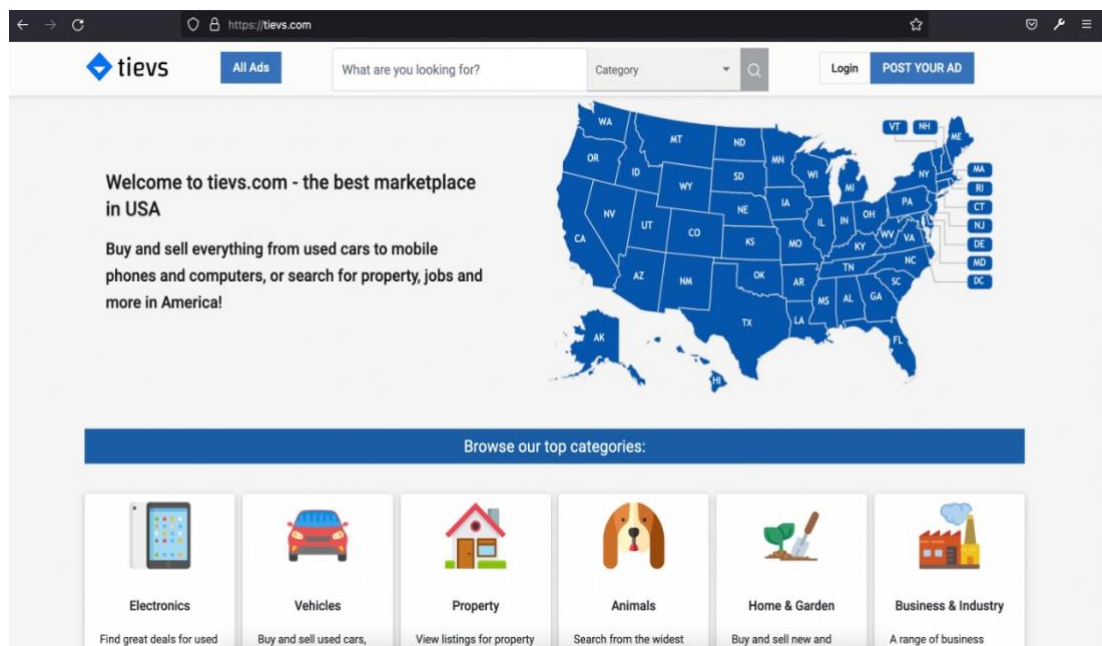 https://tievs.com
tievs
All Ads
What are you looking for?
Category
Login
POST YOUR AD
Welcome to tievs.com - the best marketplace
in USA
Buy and sell everything from used cars to mobile
phones and computers, or search for property, jobs and
more in America!
WA
MT
ND
MN
OR
ID
WY
SD
WI
MI
VT
NH
ME
NY
MA
RI
CT
NJ
DE
MD
DC
NV
UT
CO
NE
IA
IL
IN
OH
PA
CA
KS
MO
KY
WV
VA
AZ
NM
OK
AR
TN
NC
SC
MS
AL
GA
TX
LA
FL
AK
HI
Browse our top categories:
Electronics
Vehicles
Property
Animals
Home & Garden
Business & Industry
Find great deals for used
Buy and sell used cars,
View listings for property
Search from the widest
Buy and sell new and
A range of business